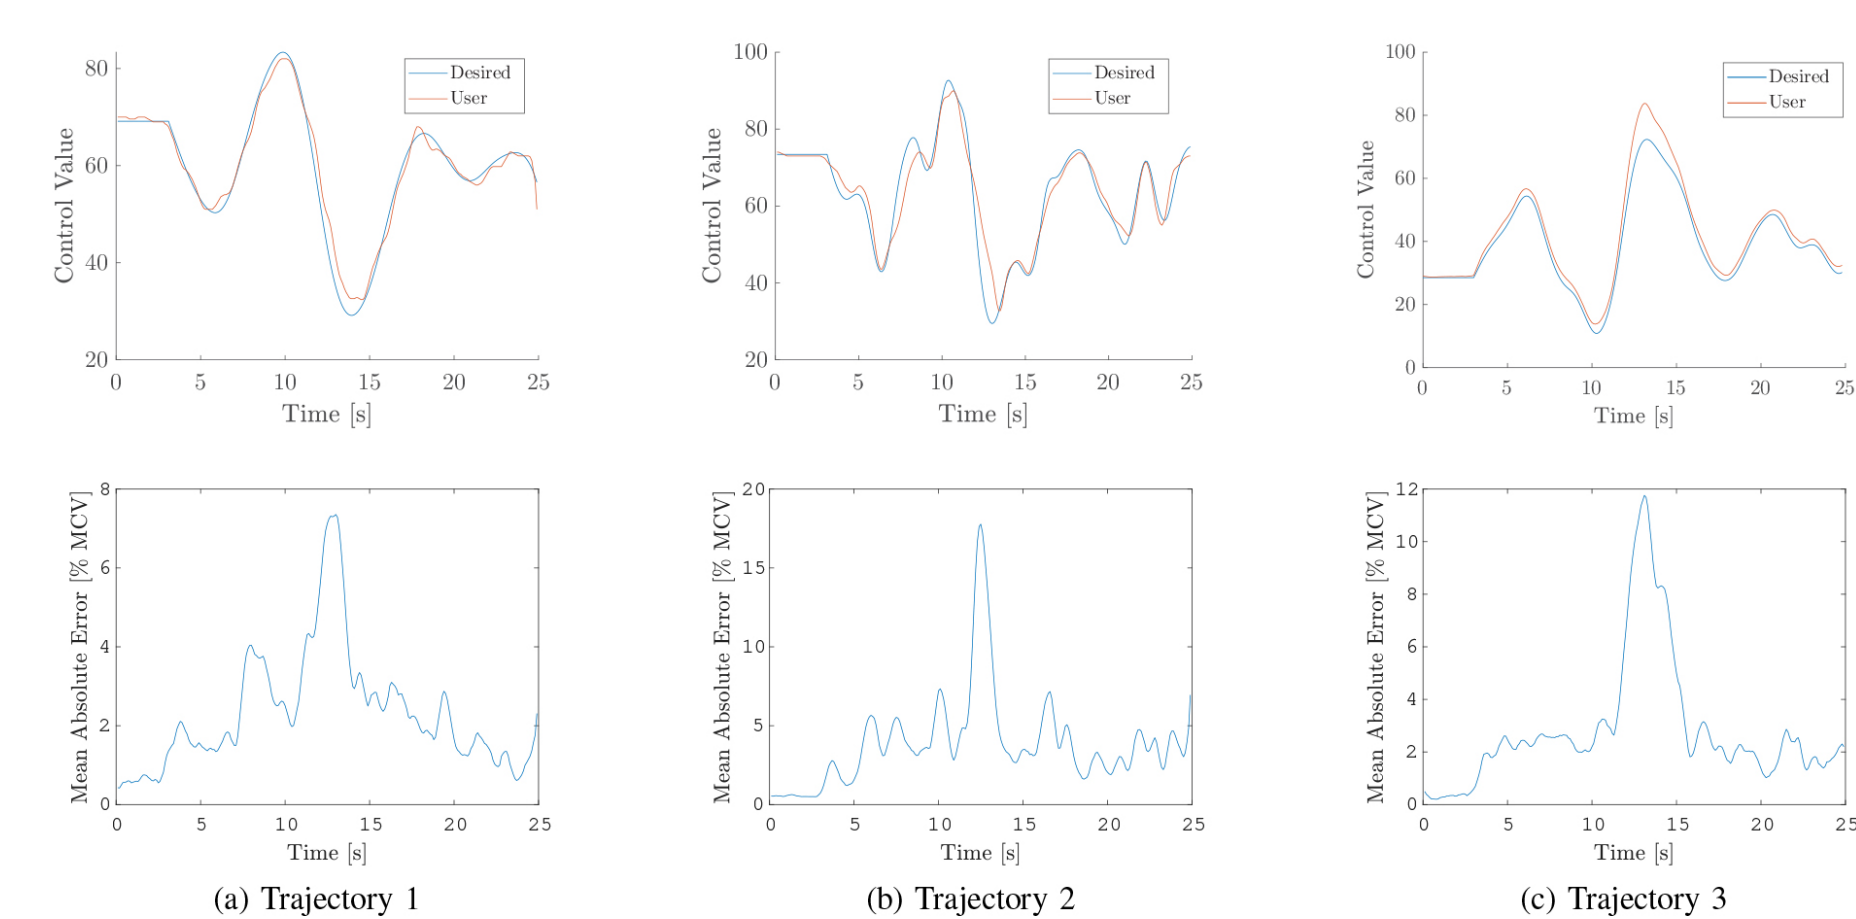 80
60
40
20
0 5 10 15 20 25
Control Value
Time [s]
Desired
User
100
80
60
40
20
0 5 10 15 20 25
Control Value
Time [s]
Desired
User
100
80
60
40
20
0
0 5 10 15 20 25
Control Value
Time [s]
Desired
User
8
6
4
2
0
0 5 10 15 20 25
Mean Absolute Error [% MCV]
Time [s]
20
15
10
5
0
0 5 10 15 20 25
Mean Absolute Error [% MCV]
Time [s]
12
10
8
6
4
2
0
0 5 10 15 20 25
Mean Absolute Error [% MCV]
Time [s]
(a) Trajectory 1
(b) Trajectory 2
(c) Trajectory 3